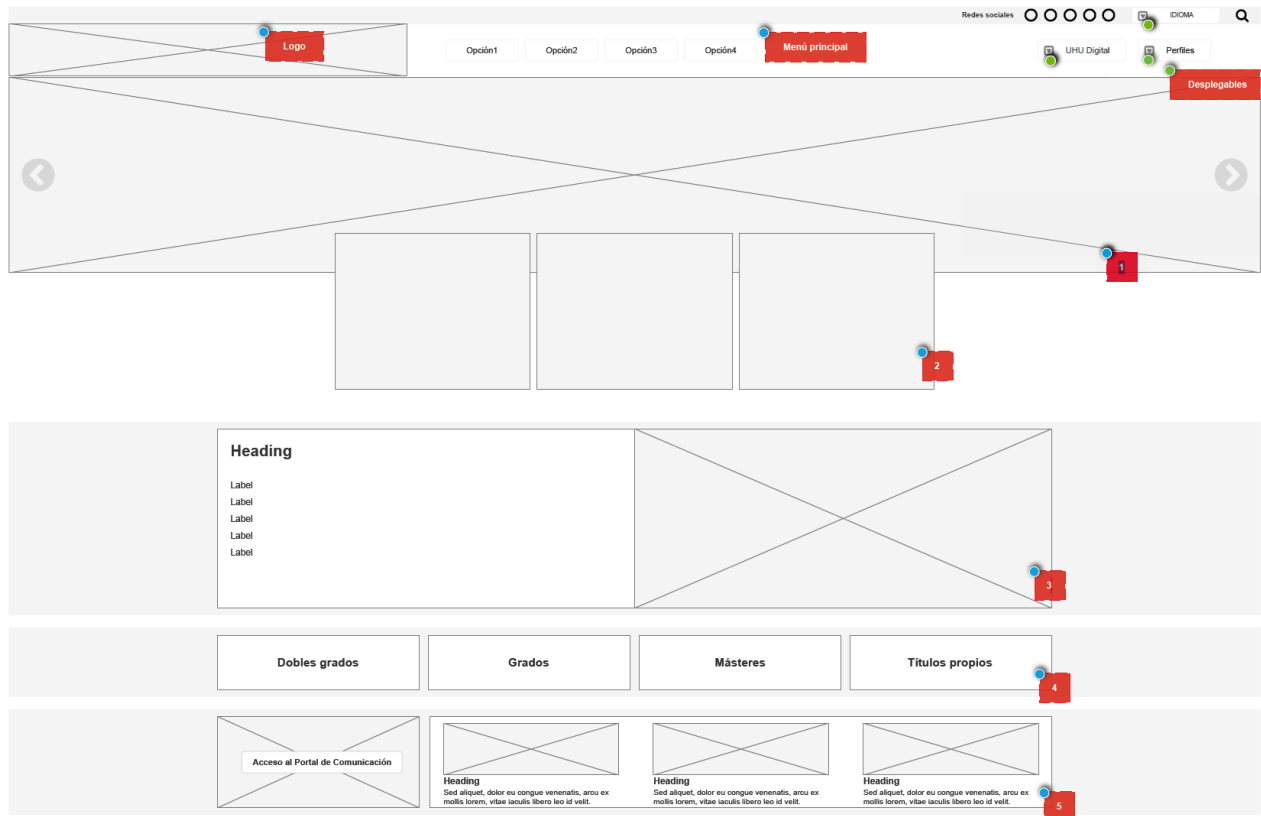 Redes sociales IDIOMA
Logo
Opción1 Opción2 Opción3 Opción4 Menú principal UHU Digital Perfiles
Desplegables
1
2
Heading
Label
Label
Label
Label
Label
3
Dobles grados Grados Másteres Títulos propios
4
Acceso al Portal de Comunicación
Heading
Sed aliquet, dolor eu congue venenatis, arcu ex
mollis lorem, vitae iaculis libero leo id velit.
Heading
Sed aliquet, dolor eu congue venenatis, arcu ex
mollis lorem, vitae iaculis libero leo id velit.
Heading
Sed aliquet, dolor eu congue venenatis, arcu ex
mollis lorem, vitae iaculis libero leo id velit.
5